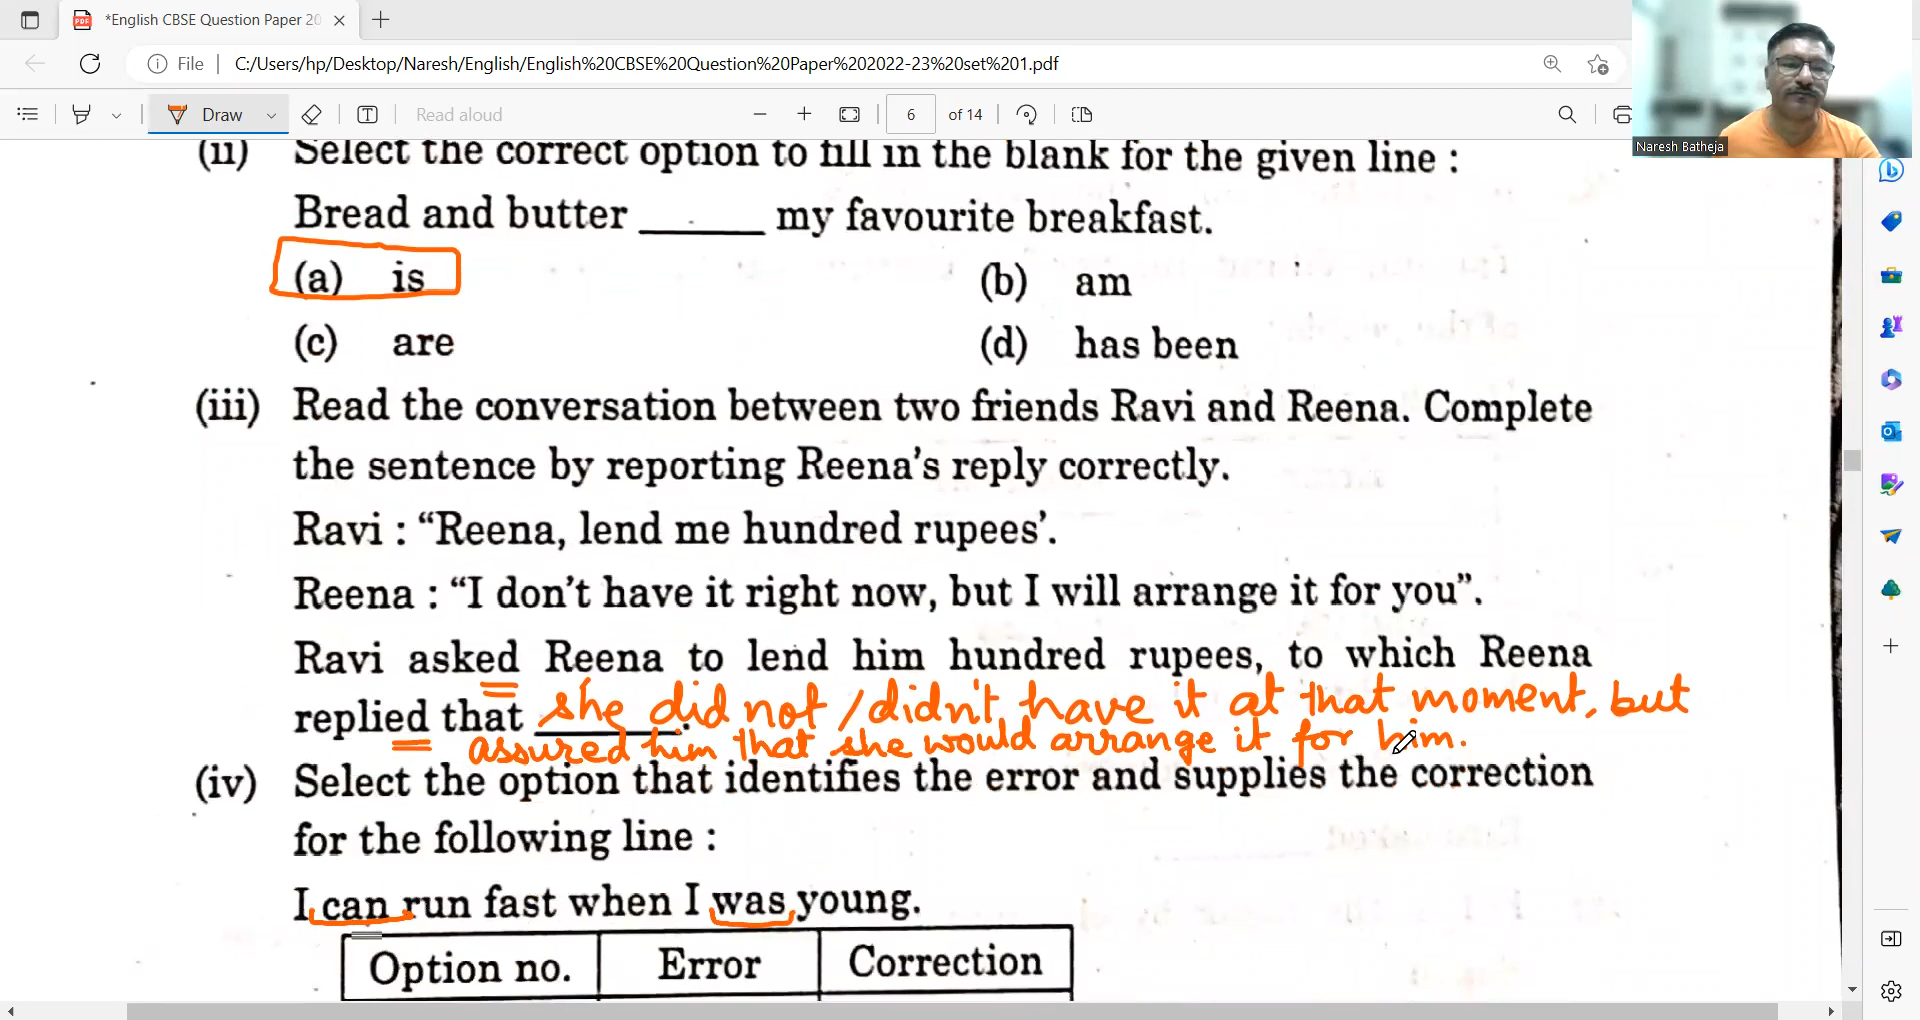 *English CBSE Question Paper 20
File
C:/Users/hp/Desktop/Naresh/English/English%20CBSE%20Question%20Paper%202022-23%20set%201.pdf
Draw
Read aloud
6 of 14
Naresh Batheja
(ii) Select the correct option to fill in the blank for the given line :
Bread and butter ______ my favourite breakfast.
(a) is (b) am
(c) are (d) has been
(iii) Read the conversation between two friends Ravi and Reena. Complete
the sentence by reporting Reena's reply correctly.
Ravi : “Reena, lend me hundred rupees’.
Reena : “I don't have it right now, but I will arrange it for you”.
Ravi asked Reena to lend him hundred rupees, to which Reena
replied that ______. she did not /didn't have it at that moment, but
assured him that she would arrange it for him.
(iv) Select the option that identifies the error and supplies the correction
for the following line :
I can run fast when I was young.
Option no. Error Correction